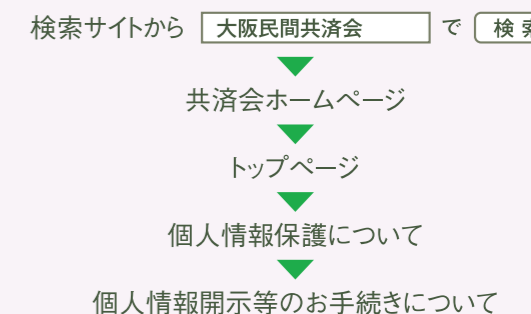 検索サイトから 大阪民間共済会 で 検
共済会ホームページ
トップページ
個人情報保護について
個人情報開示等のお手続きについて